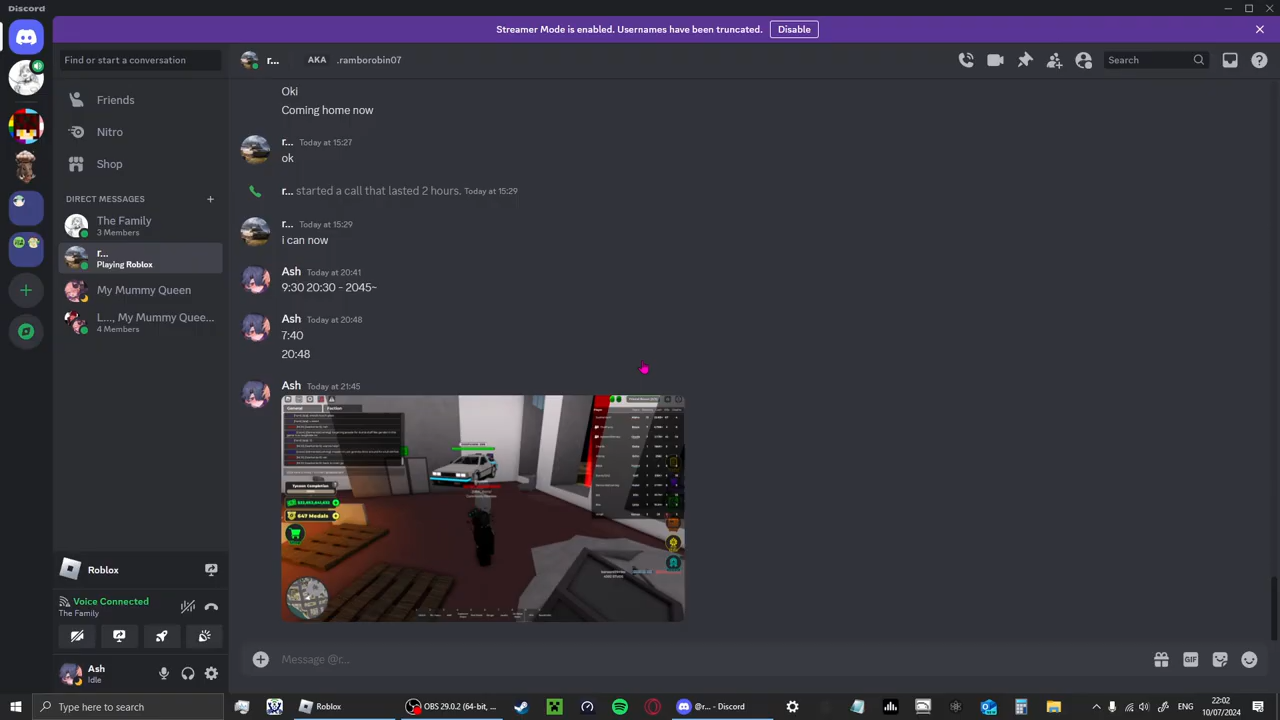 Discord
Streamer Mode is enabled. Usernames have been truncated.
Disable
Find or start a conversation
r...
AKA
.ramborobin07
Search
Friends
Nitro
Shop
DIRECT MESSAGES
The Family
3 Members
r...
Playing Roblox
My Mummy Queen
L..., My Mummy Quee...
4 Members
Oki
Coming home now
r... Today at 15:27
ok
r... started a call that lasted 2 hours. Today at 15:29
r... Today at 15:29
i can now
Ash Today at 20:41
9:30 20:30 - 2045~
Ash Today at 20:48
7:40
20:48
Ash Today at 21:45
General
Tycoon Completion
647 Medals
Roblox
Voice Connected
The Family
Ash
Idle
Message @r...
GIF
Type here to search
Roblox
OBS 29.0.2 (64-bit, ...
@r... - Discord
22:02
10/07/2024